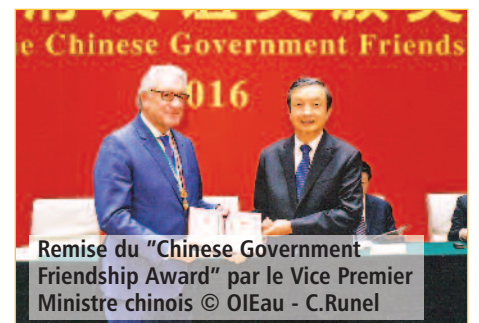 e Chinese Government Friends
2016
Remise du "Chinese Government
Friendship Award" par le Vice Premier
Ministre chinois © OIEau - C.Runel